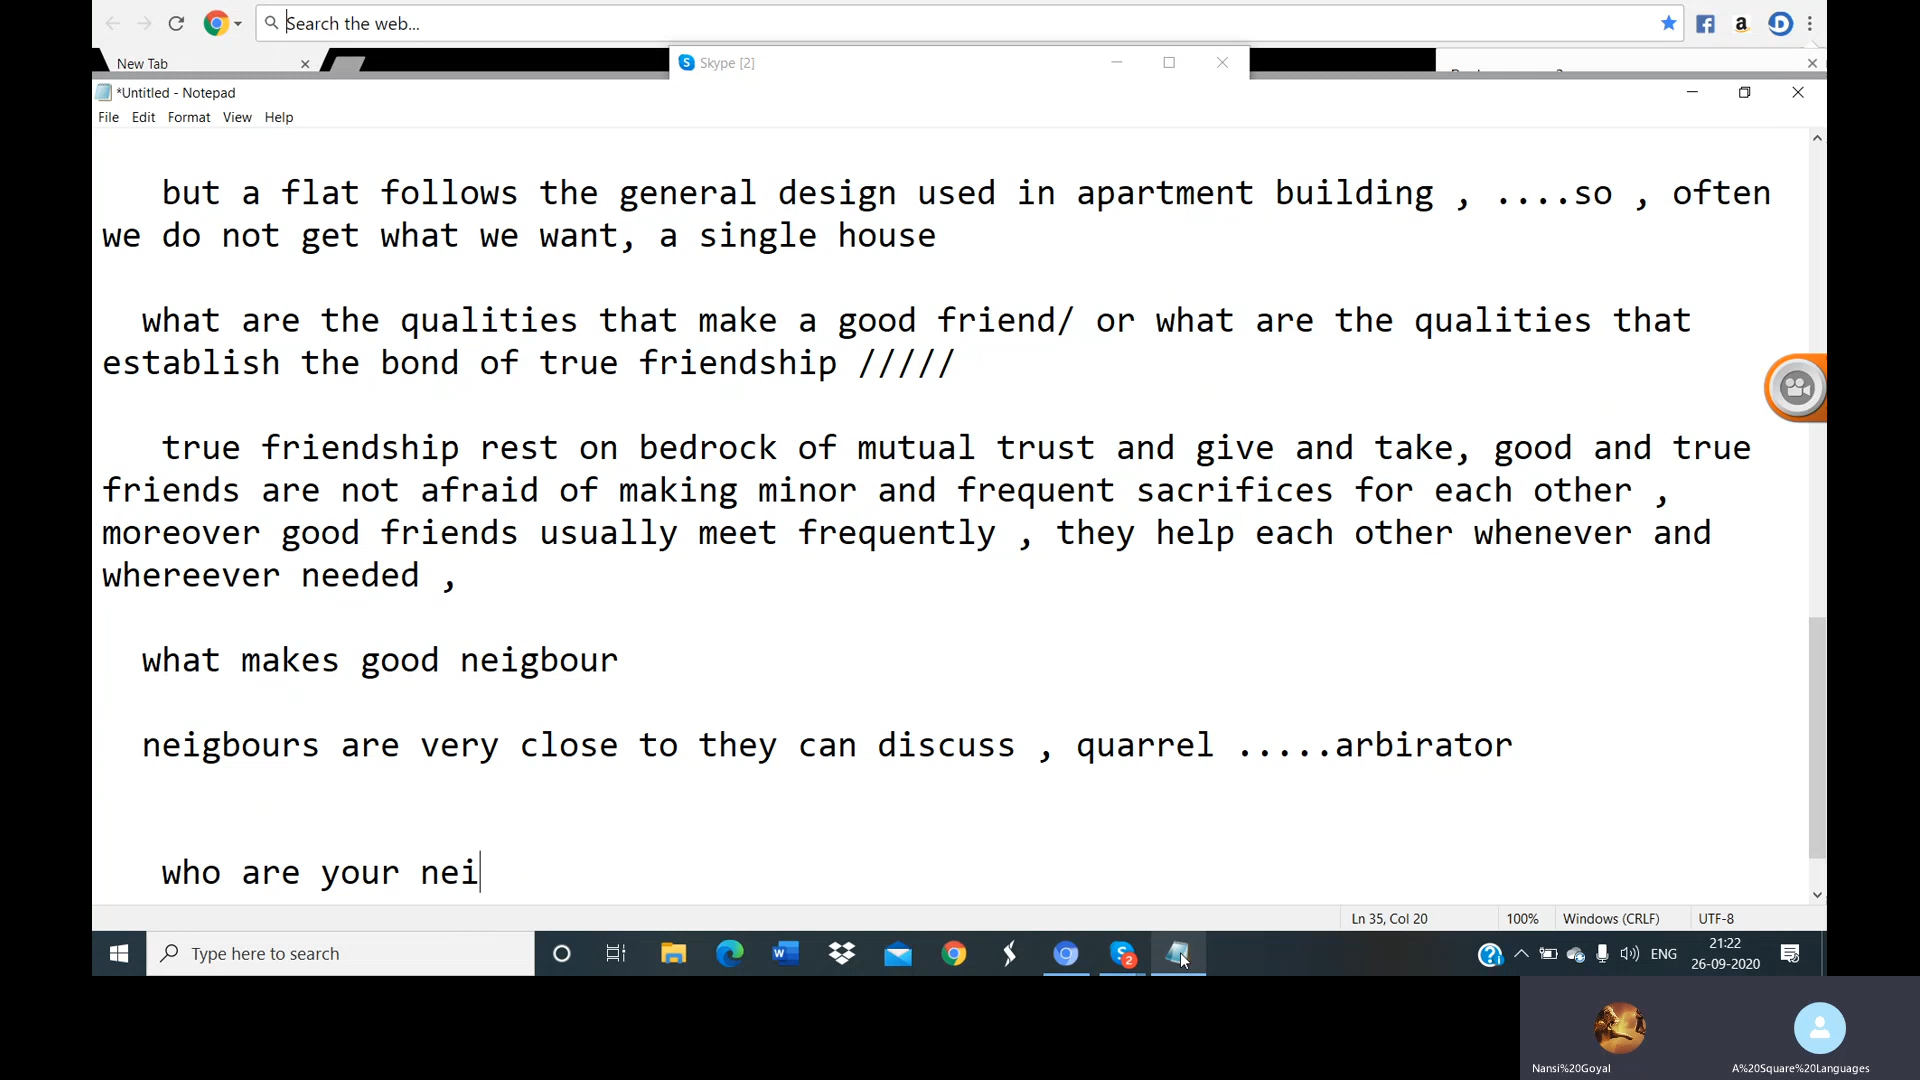 Search the web...
New Tab
Skype [2]
*Untitled - Notepad
File Edit Format View Help
but a flat follows the general design used in apartment building , ....so , often
we do not get what we want, a single house
what are the qualities that make a good friend/ or what are the qualities that
establish the bond of true friendship /////
true friendship rest on bedrock of mutual trust and give and take, good and true
friends are not afraid of making minor and frequent sacrifices for each other ,
moreover good friends usually meet frequently , they help each other whenever and
whereever needed ,
what makes good neigbour
neigbours are very close to they can discuss , quarrel .....arbirator
who are your nei
Ln 35, Col 20 100% Windows (CRLF) UTF-8
Type here to search
2
ENG
21:22
26-09-2020
Nansi%20Goyal
A%20Square%20Languages